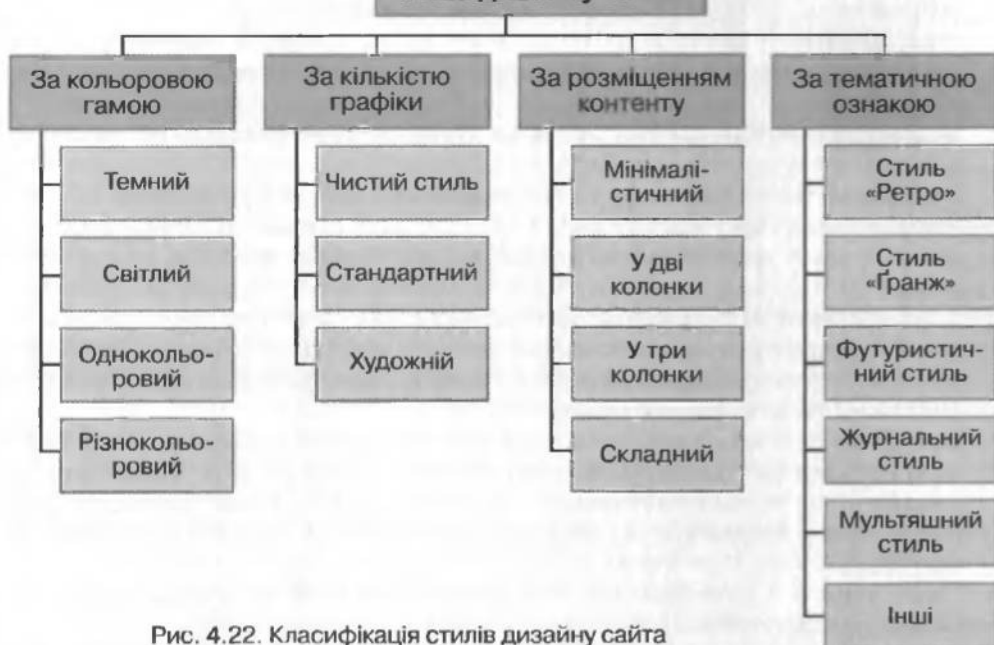 За кольоровою
гамою
Темний
Світлий
Однокольо-
ровий
Різнокольо-
ровий
За кількістю
графіки
Чистий стиль
Стандартний
Художній
За розміщенням
контенту
Мінімалі-
стичний
У дві
колонки
У три
колонки
Складний
За тематичною
ознакою
Стиль
«Ретро»
Стиль
«Ґранж»
Футуристич-
ний стиль
Журнальний
стиль
Мультяшний
стиль
Інші
Рис. 4.22. Класифікація стилів дизайну сайта